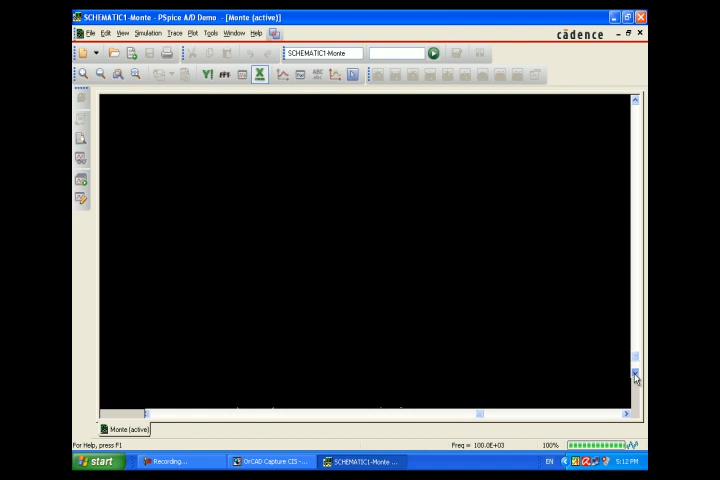 SCHEMATIC1-Monte - PSpice A/D Demo - [Monte (active)]
File Edit View Simulation Trace Plot Tools Window Help
cādence
SCHEMATIC1-Monte
ABC
Monte (active)
For Help, press F1
Freq = 100.0E+03
100%
start
Recording...
OrCAD Capture CIS -...
SCHEMATIC1-Monte ...
EN
5:12 PM